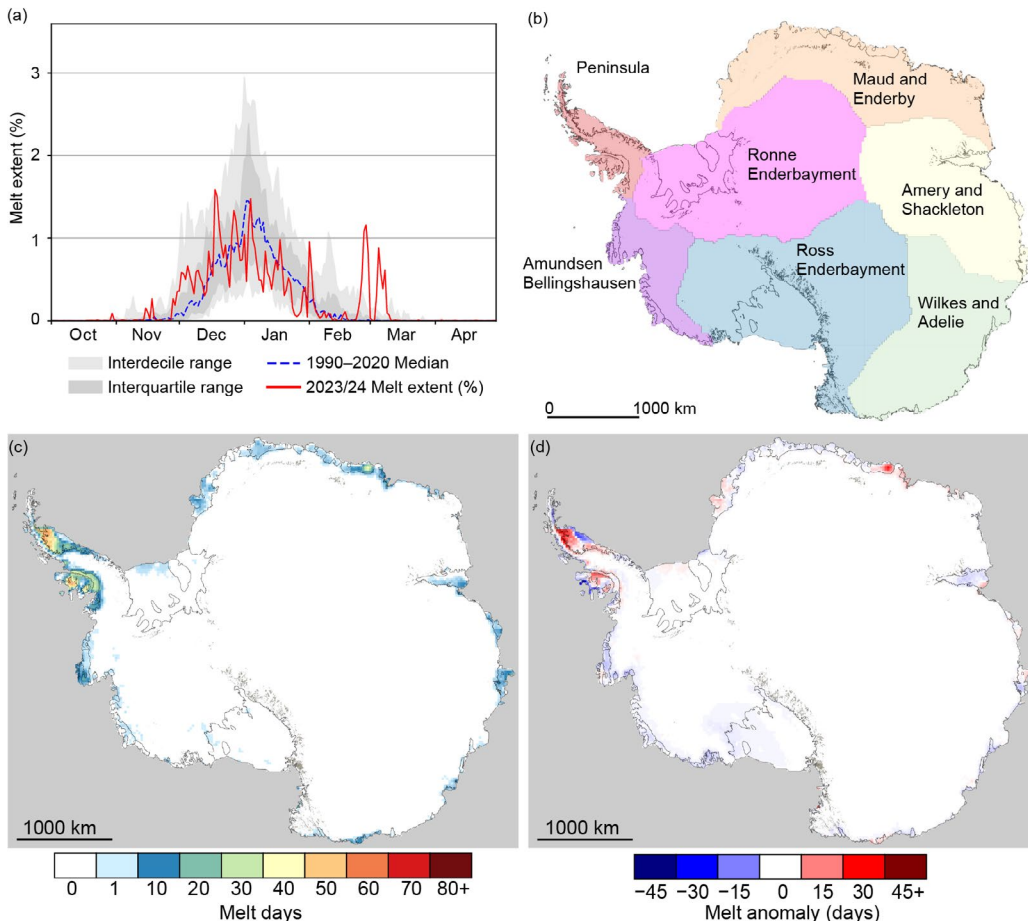 (a)
3
2
1
0
Melt extent (%)
Oct Nov Dec Jan Feb Mar Apr
Interdecile range
Interquartile range
1990–2020 Median
2023/24 Melt extent (%)
(b)
Peninsula
Maud and
Enderby
Ronne
Enderbayment
Amery and
Shackleton
Amundsen
Bellingshausen
Ross
Enderbayment
Wilkes and
Adelie
0 1000 km
(c)
1000 km
0 1 10 20 30 40 50 60 70 80+
Melt days
(d)
1000 km
−45 −30 −15 0 15 30 45+
Melt anomaly (days)